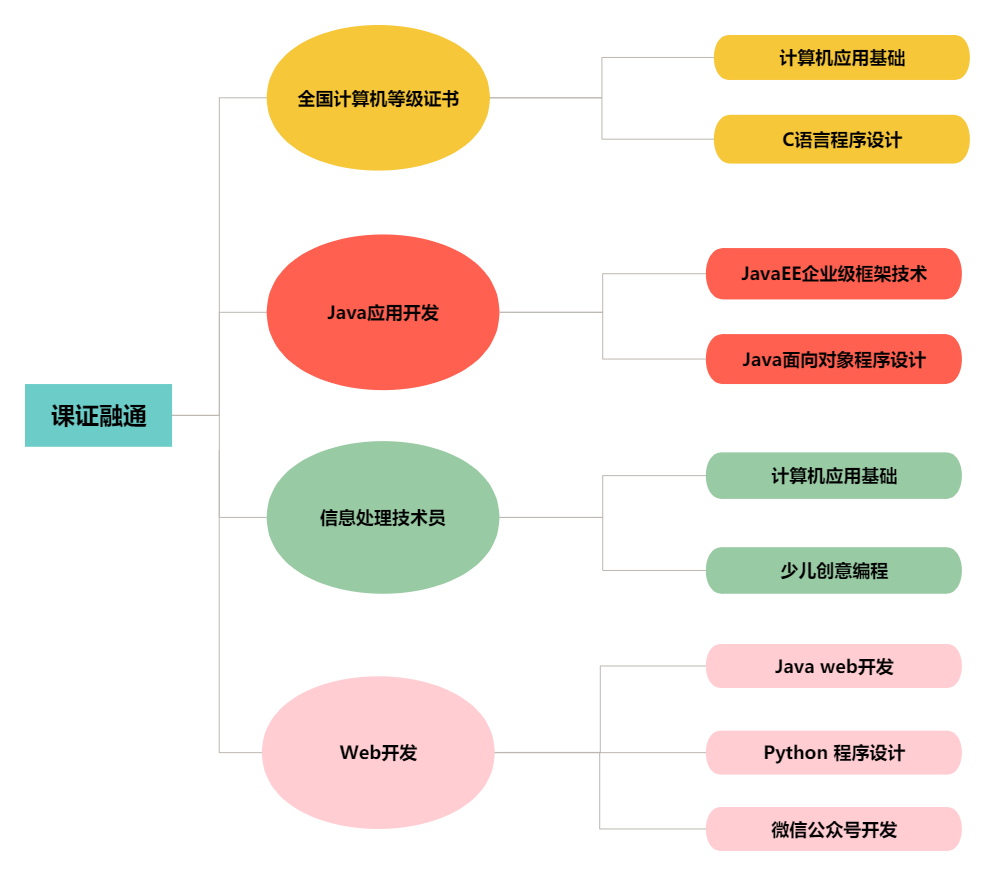 课证融通
全国计算机等级证书
计算机应用基础
C语言程序设计
Java应用开发
JavaEE企业级框架技术
Java面向对象程序设计
信息处理技术员
计算机应用基础
少儿创意编程
Web开发
Java web开发
Python 程序设计
微信公众号开发